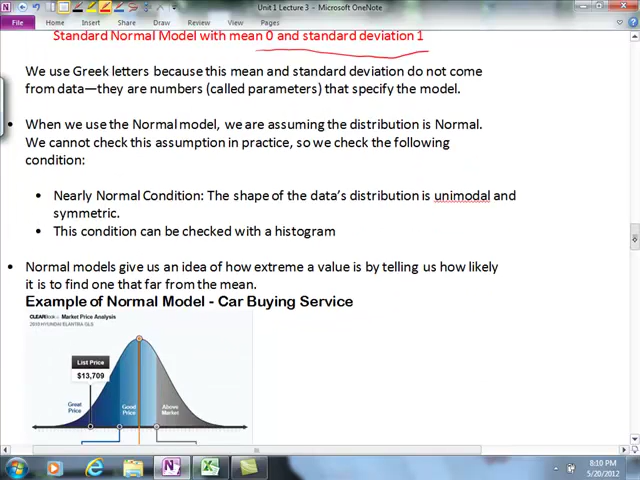 Unit 1 Lecture 3 - Microsoft OneNote
File Home Insert Share Draw Review View
Standard Normal Model with mean 0 and standard deviation 1
We use Greek letters because this mean and standard deviation do not come
from data—they are numbers (called parameters) that specify the model.
When we use the Normal model, we are assuming the distribution is Normal.
We cannot check this assumption in practice, so we check the following
condition:
Nearly Normal Condition: The shape of the data's distribution is unimodal and
symmetric.
This condition can be checked with a histogram
Normal models give us an idea of how extreme a value is by telling us how likely
it is to find one that far from the mean.
Example of Normal Model - Car Buying Service
Market Price Analysis
2010 HYUNDAI ELANTRA GLS
List Price
$13,709
Great
Price
Good
Price
Above
Market
8:10 PM
5/20/2012